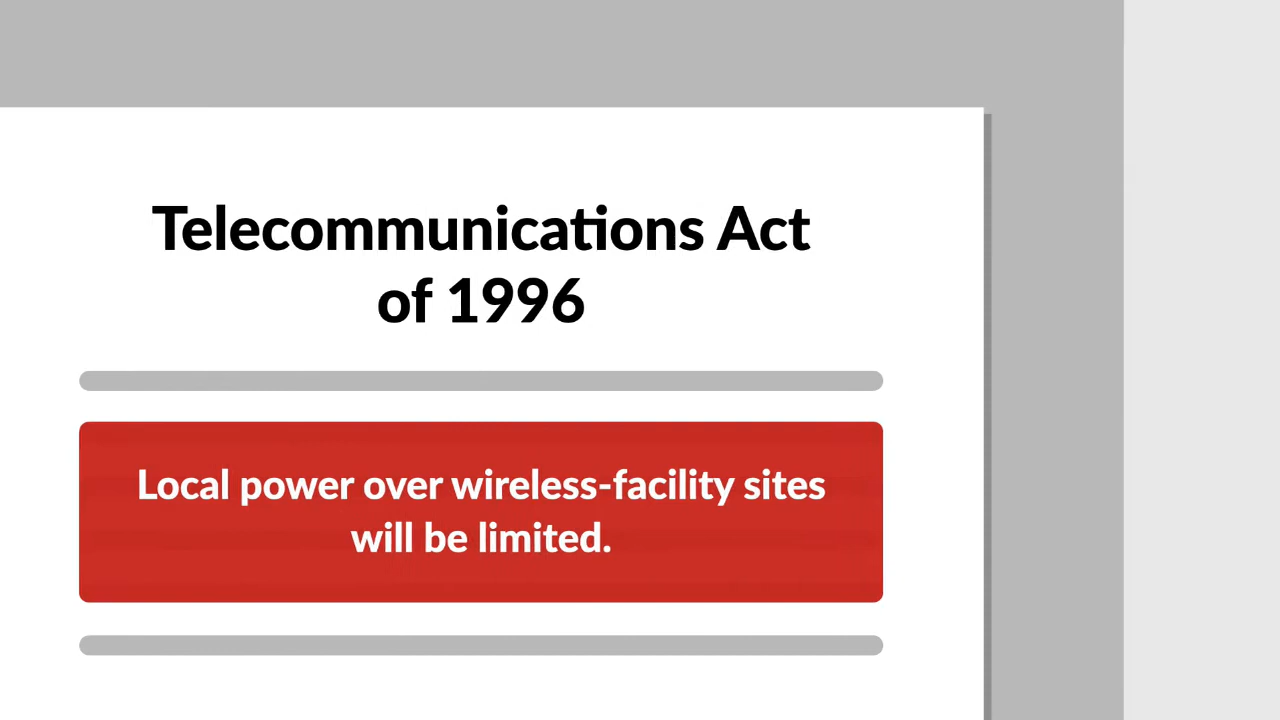 Telecommunications Act
of 1996
Local power over wireless-facility sites
will be limited.